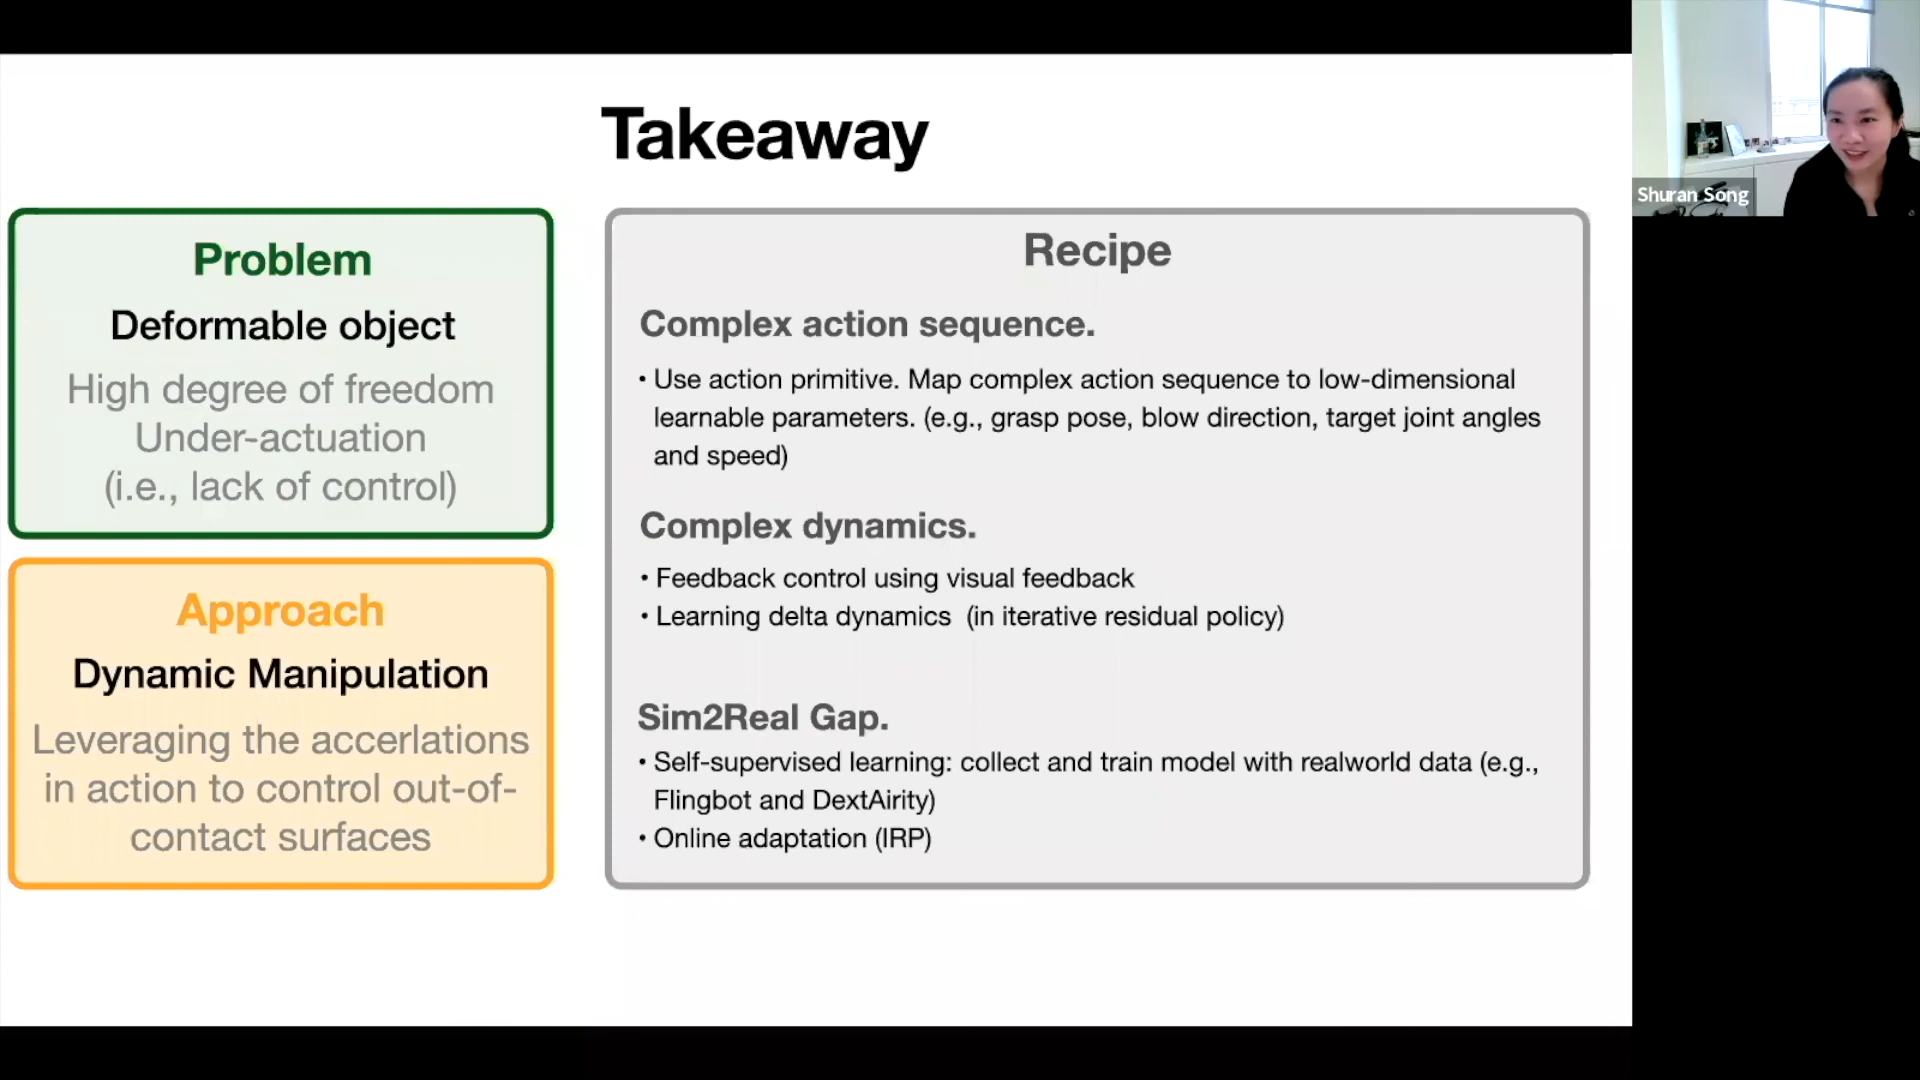 Takeaway
Problem
Deformable object
High degree of freedom
Under-actuation
(i.e., lack of control)
Approach
Dynamic Manipulation
Leveraging the accerlations
in action to control out-of-
contact surfaces
Recipe
Complex action sequence.
• Use action primitive. Map complex action sequence to low-dimensional
learnable parameters. (e.g., grasp pose, blow direction, target joint angles
and speed)
Complex dynamics.
• Feedback control using visual feedback
• Learning delta dynamics (in iterative residual policy)
Sim2Real Gap.
• Self-supervised learning: collect and train model with realworld data (e.g.,
Flingbot and DextAirity)
• Online adaptation (IRP)
Shuran Song